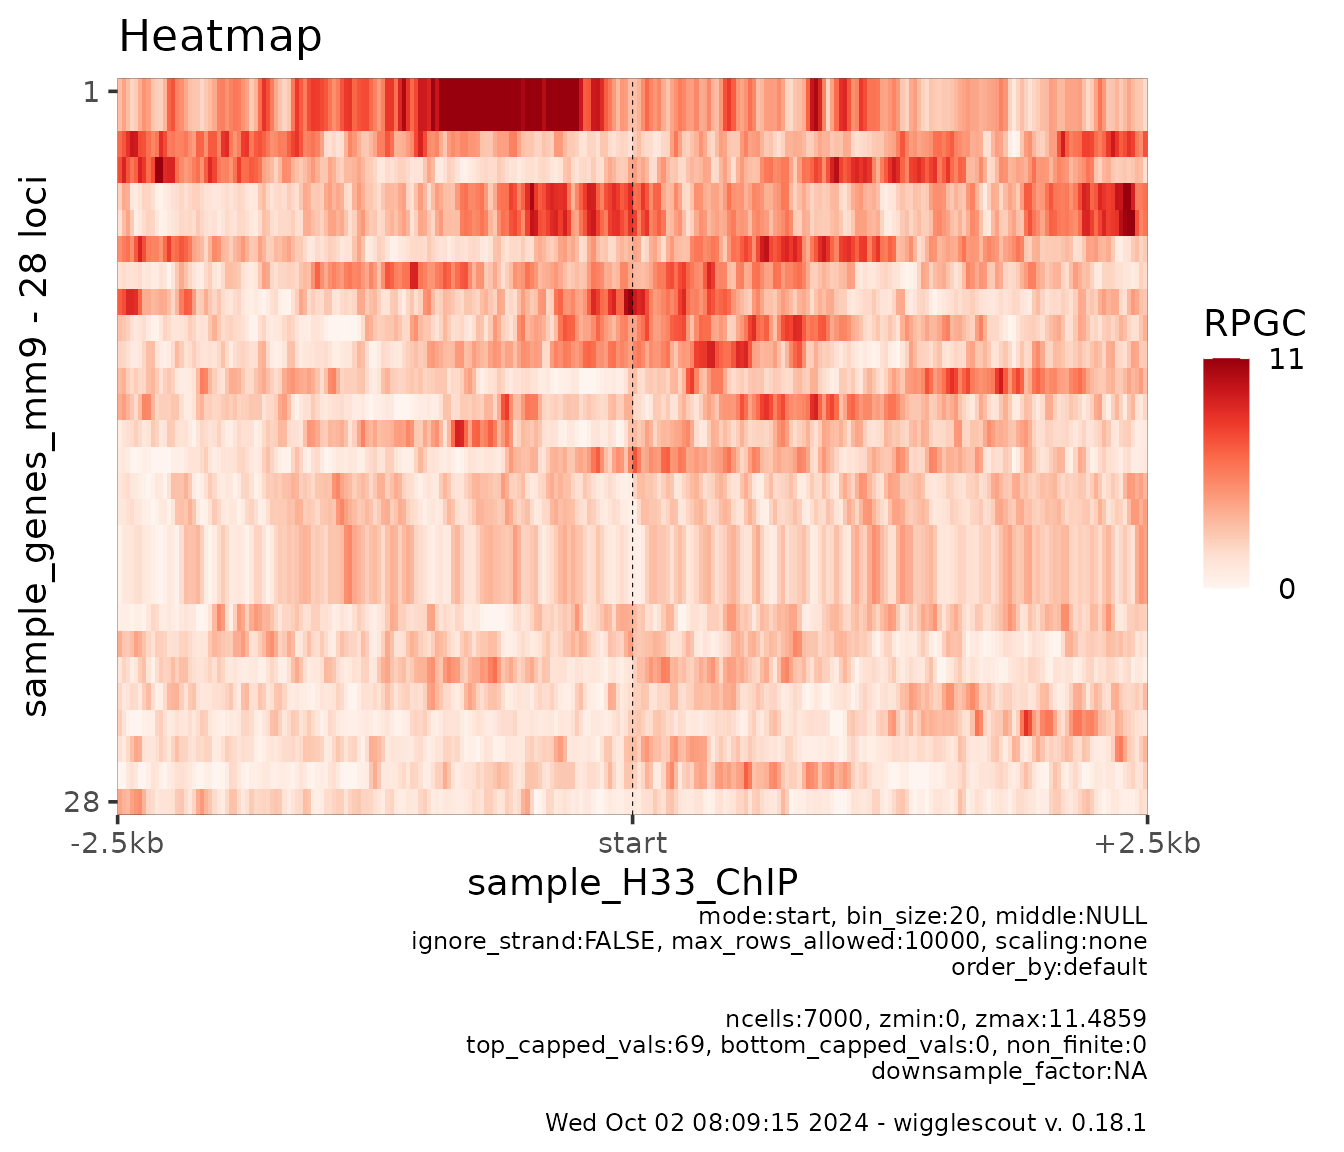 Heatmap
1
28
sample_genes_mm9 - 28 loci
-2.5kb
start
+2.5kb
sample_H33_ChIP
RPGC
11
0
mode:start, bin_size:20, middle:NULL
ignore_strand:FALSE, max_rows_allowed:10000, scaling:none
order_by:default
ncells:7000, zmin:0, zmax:11.4859
top_capped_vals:69, bottom_capped_vals:0, non_finite:0
downsample_factor:NA
Wed Oct 02 08:09:15 2024 - wigglescout v. 0.18.1